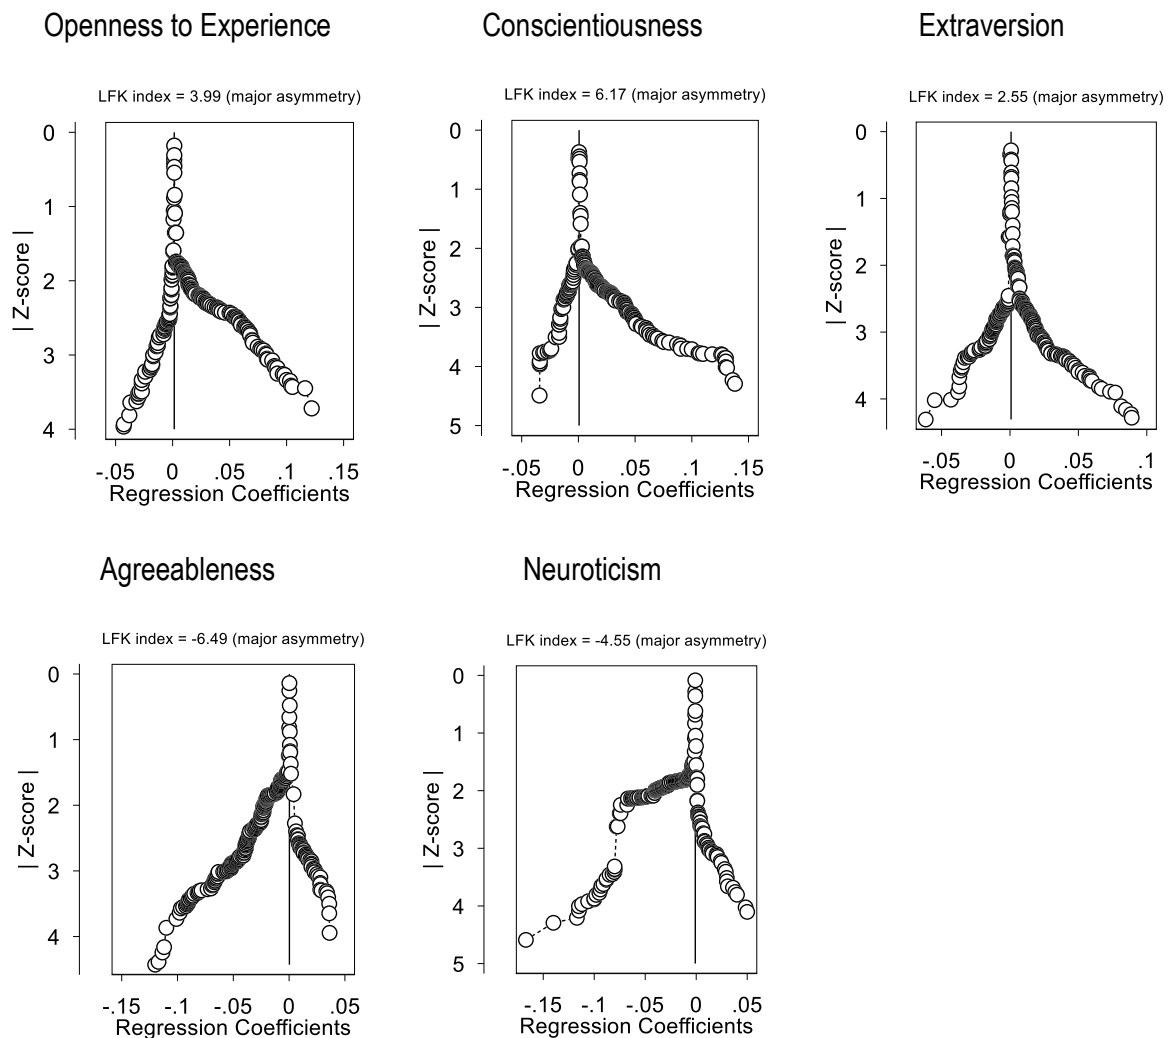 Openness to Experience
Conscientiousness
Extraversion
LFK index = 3.99 (major asymmetry)
LFK index = 6.17 (major asymmetry)
LFK index = 2.55 (major asymmetry)
| Z-score |
0
1
2
3
4
-.05 0 .05 .1 .15
Regression Coefficients
| Z-score |
0
1
2
3
4
5
-.05 0 .05 .1 .15
Regression Coefficients
| Z-score |
0
1
2
3
4
-.05 0 .05 .1
Regression Coefficients
Agreeableness
Neuroticism
LFK index = -6.49 (major asymmetry)
LFK index = -4.55 (major asymmetry)
| Z-score |
0
1
2
3
4
-.15 -.1 -.05 0 .05
Regression Coefficients
| Z-score |
0
1
2
3
4
5
-.15 -.1 -.05 0 .05
Regression Coefficients